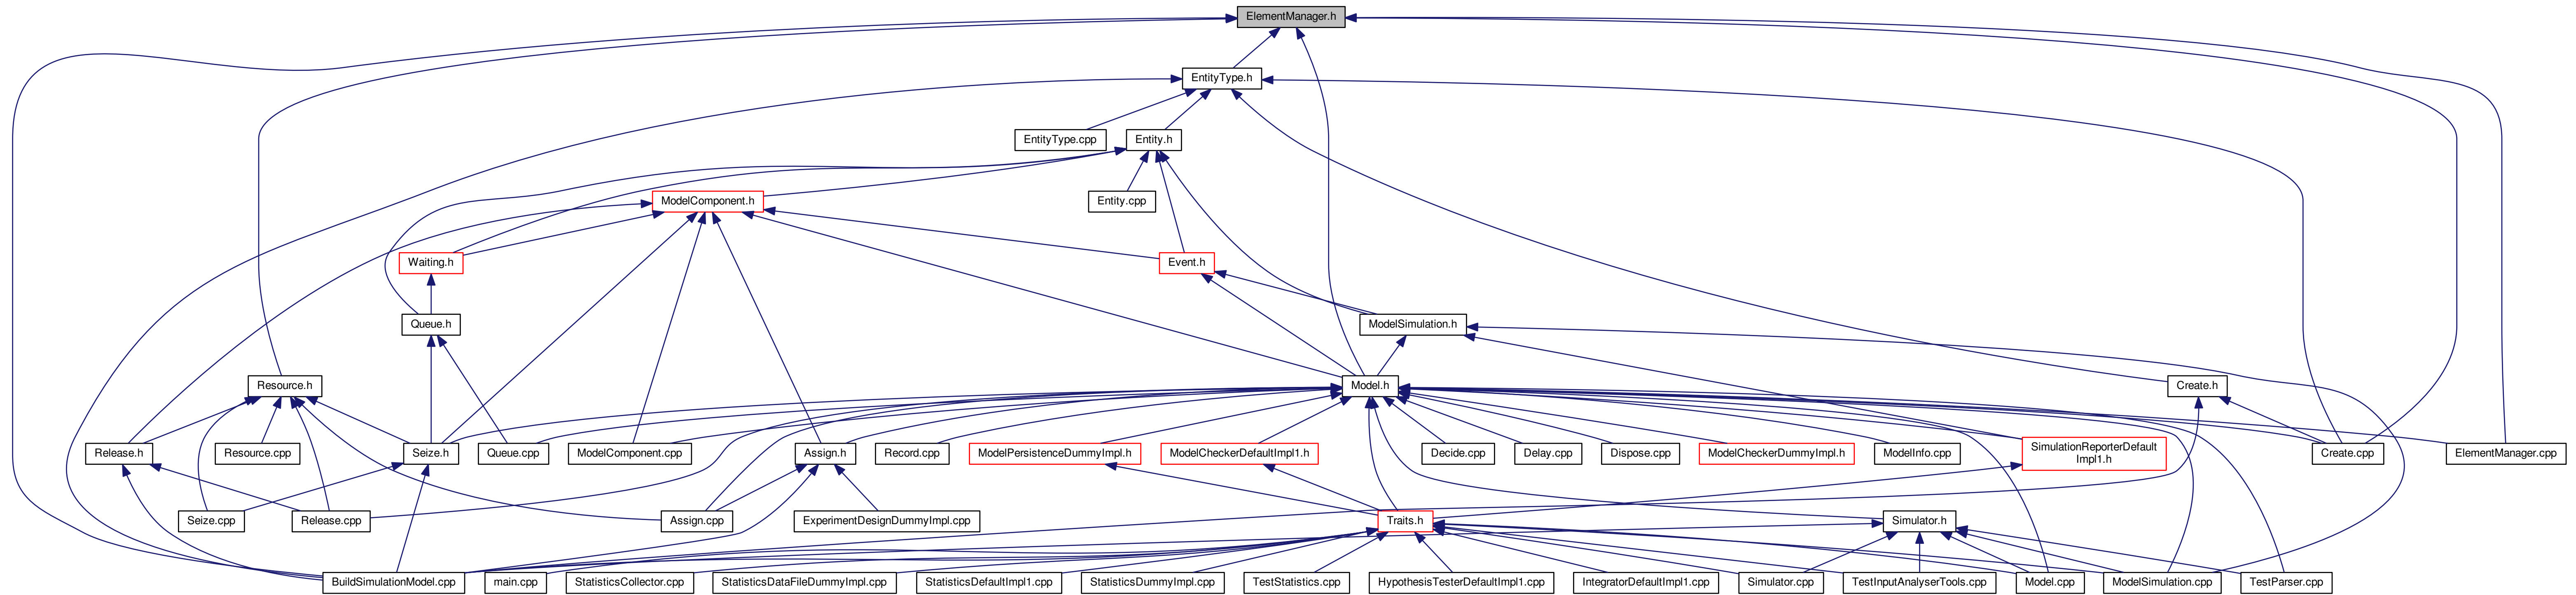 ElementManager.h
EntityType.h
EntityType.cpp
Entity.h
ModelComponent.h
Entity.cpp
Waiting.h
Event.h
Queue.h
ModelSimulation.h
Resource.h
Model.h
Create.h
Release.h
Resource.cpp
Seize.h
Queue.cpp
ModelComponent.cpp
Assign.h
Record.cpp
ModelPersistenceDummyImpl.h
ModelCheckerDefaultImpl1.h
Decide.cpp
Delay.cpp
Dispose.cpp
ModelCheckerDummyImpl.h
ModelInfo.cpp
SimulationReporterDefault
Impl1.h
Create.cpp
ElementManager.cpp
Seize.cpp
Release.cpp
Assign.cpp
ExperimentDesignDummyImpl.cpp
Traits.h
Simulator.h
BuildSimulationModel.cpp
main.cpp
StatisticsCollector.cpp
StatisticsDataFileDummyImpl.cpp
StatisticsDefaultImpl1.cpp
StatisticsDummyImpl.cpp
TestStatistics.cpp
HypothesisTesterDefaultImpl1.cpp
IntegratorDefaultImpl1.cpp
Simulator.cpp
TestInputAnalyserTools.cpp
Model.cpp
ModelSimulation.cpp
TestParser.cpp